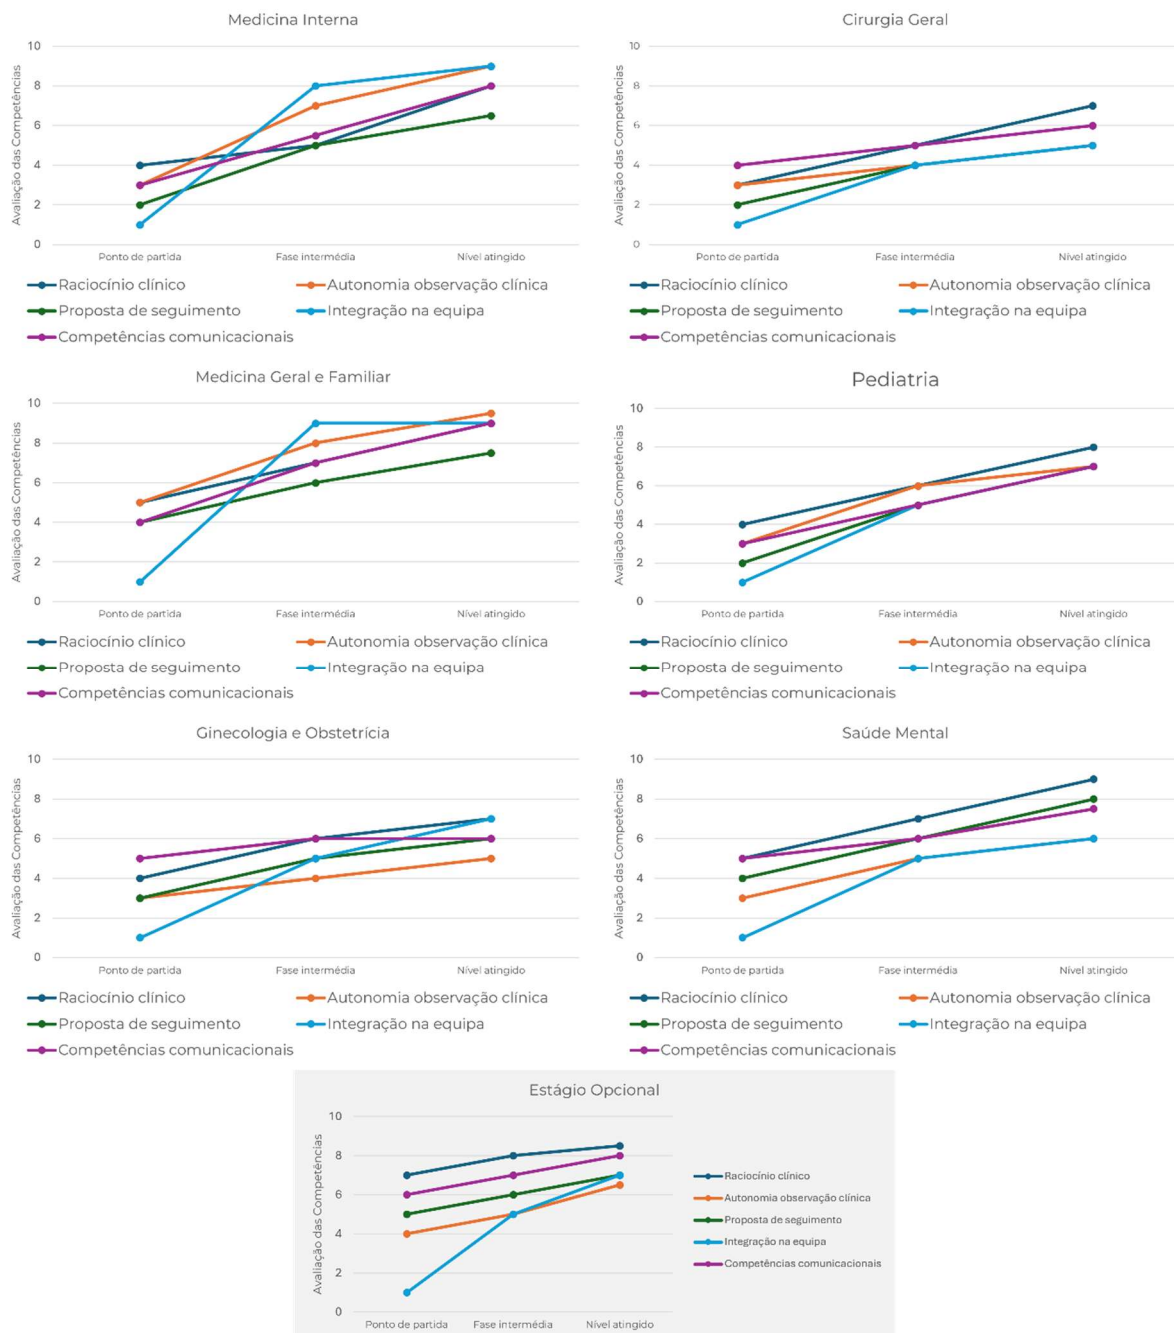 Medicina Interna
Avaliação das Competências
10
8
6
4
2
0
Ponto de partida Fase intermédia Nível atingido
Raciocínio clínico Autonomia observação clínica
Proposta de seguimento Integração na equipa
Competências comunicacionais
Cirurgia Geral
Avaliação das Competências
10
8
6
4
2
0
Ponto de partida Fase intermédia Nível atingido
Raciocínio clínico Autonomia observação clínica
Proposta de seguimento Integração na equipa
Competências comunicacionais
Medicina Geral e Familiar
Avaliação das Competências
10
8
6
4
2
0
Ponto de partida Fase intermédia Nível atingido
Raciocínio clínico Autonomia observação clínica
Proposta de seguimento Integração na equipa
Competências comunicacionais
Pediatria
Avaliação das Competências
10
8
6
4
2
0
Ponto de partida Fase intermédia Nível atingido
Raciocínio clínico Autonomia observação clínica
Proposta de seguimento Integração na equipa
Competências comunicacionais
Ginecologia e Obstetrícia
Avaliação das Competências
10
8
6
4
2
0
Ponto de partida Fase intermédia Nível atingido
Raciocínio clínico Autonomia observação clínica
Proposta de seguimento Integração na equipa
Competências comunicacionais
Saúde Mental
Avaliação das Competências
10
8
6
4
2
0
Ponto de partida Fase intermédia Nível atingido
Raciocínio clínico Autonomia observação clínica
Proposta de seguimento Integração na equipa
Competências comunicacionais
Estágio Opcional
Avaliação das Competências
10
8
6
4
2
0
Ponto de partida Fase intermédia Nível atingido
Raciocínio clínico
Autonomia observação clínica
Proposta de seguimento
Integração na equipa
Competências comunicacionais